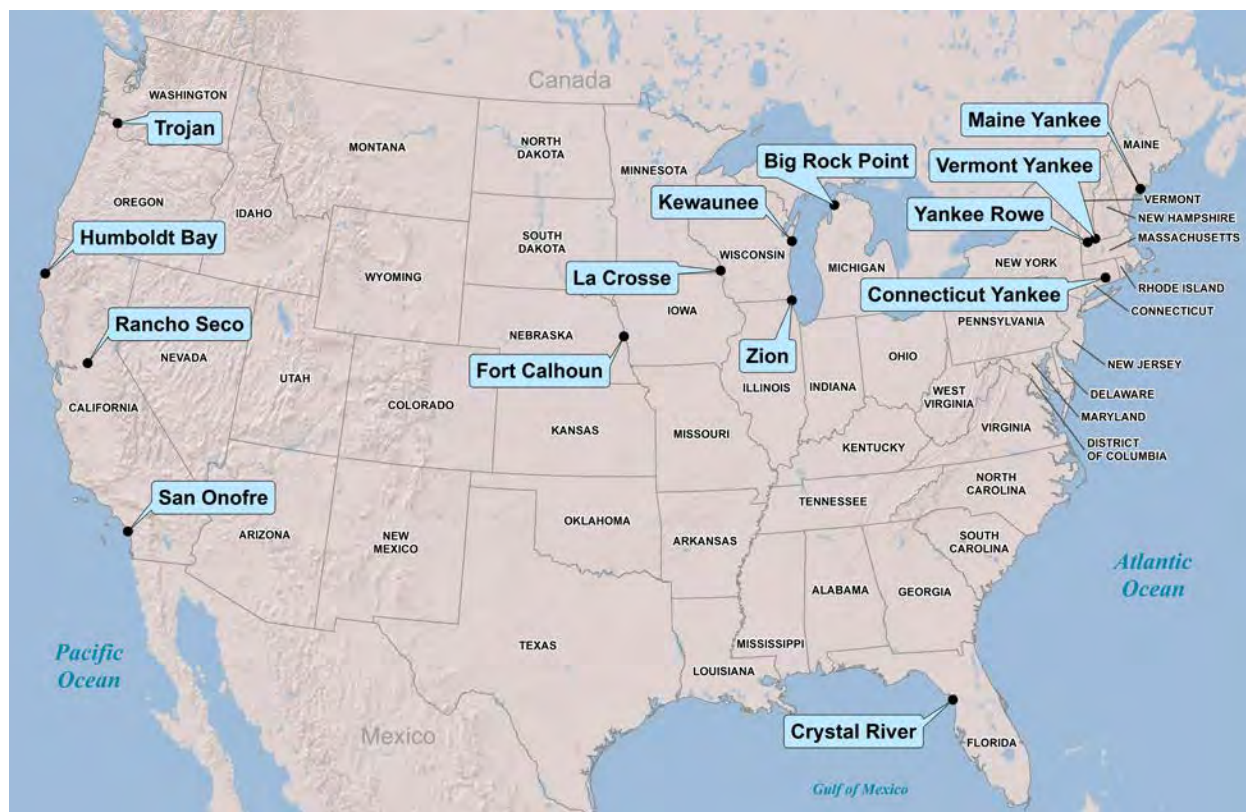 Canada
WASHINGTON
Trojan
MONTANA
NORTH
DAKOTA
MINNESOTA
Big Rock Point
Maine Yankee
MAINE
Vermont Yankee
VERMONT
Yankee Rowe
NEW HAMPSHIRE
MASSACHUSETTS
OREGON
IDAHO
Humboldt Bay
Kewaunee
SOUTH
DAKOTA
WISCONSIN
WYOMING
La Crosse
MICHIGAN
NEW YORK
Connecticut Yankee
RHODE ISLAND
CONNECTICUT
Rancho Seco
NEBRASKA
IOWA
PENNSYLVANIA
NEVADA
Fort Calhoun
Zion
OHIO
NEW JERSEY
UTAH
ILLINOIS
INDIANA
WEST
VIRGINIA
DELAWARE
CALIFORNIA
COLORADO
MARYLAND
KANSAS
MISSOURI
KENTUCKY
VIRGINIA
DISTRICT
OF COLUMBIA
San Onofre
NORTH
CAROLINA
TENNESSEE
ARIZONA
NEW
MEXICO
OKLAHOMA
ARKANSAS
SOUTH
CAROLINA
Atlantic
Ocean
ALABAMA
GEORGIA
Pacific
Ocean
TEXAS
MISSISSIPPI
LOUISIANA
Mexico
Crystal River
FLORIDA
Gulf of Mexico